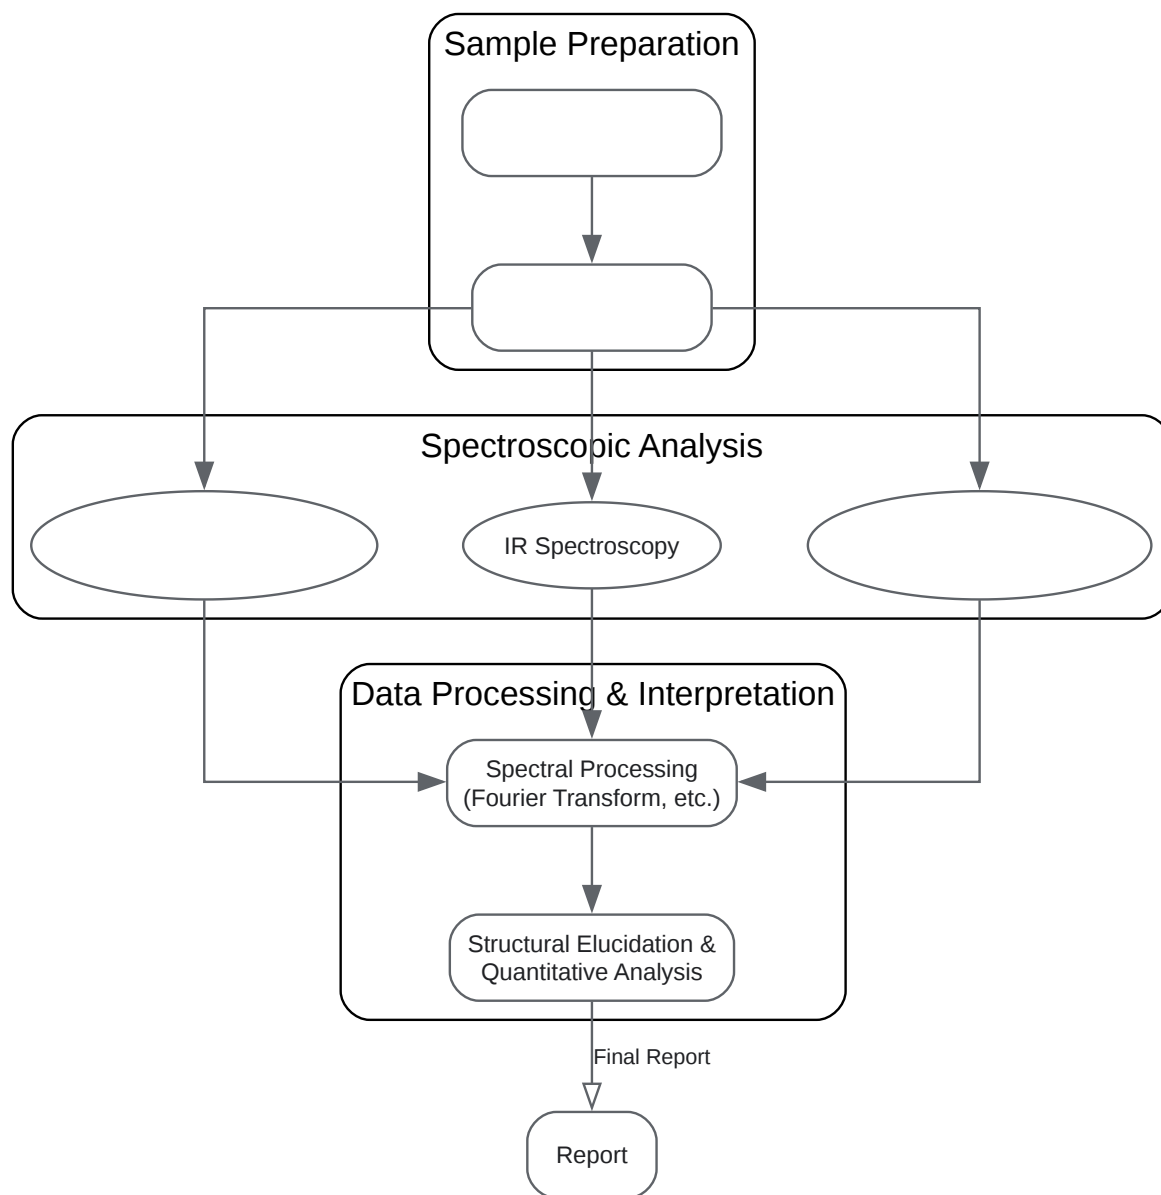 Sample Preparation
Spectroscopic Analysis
IR Spectroscopy
Data Processing & Interpretation
Spectral Processing
(Fourier Transform, etc.)
Structural Elucidation &
Quantitative Analysis
Final Report
Report